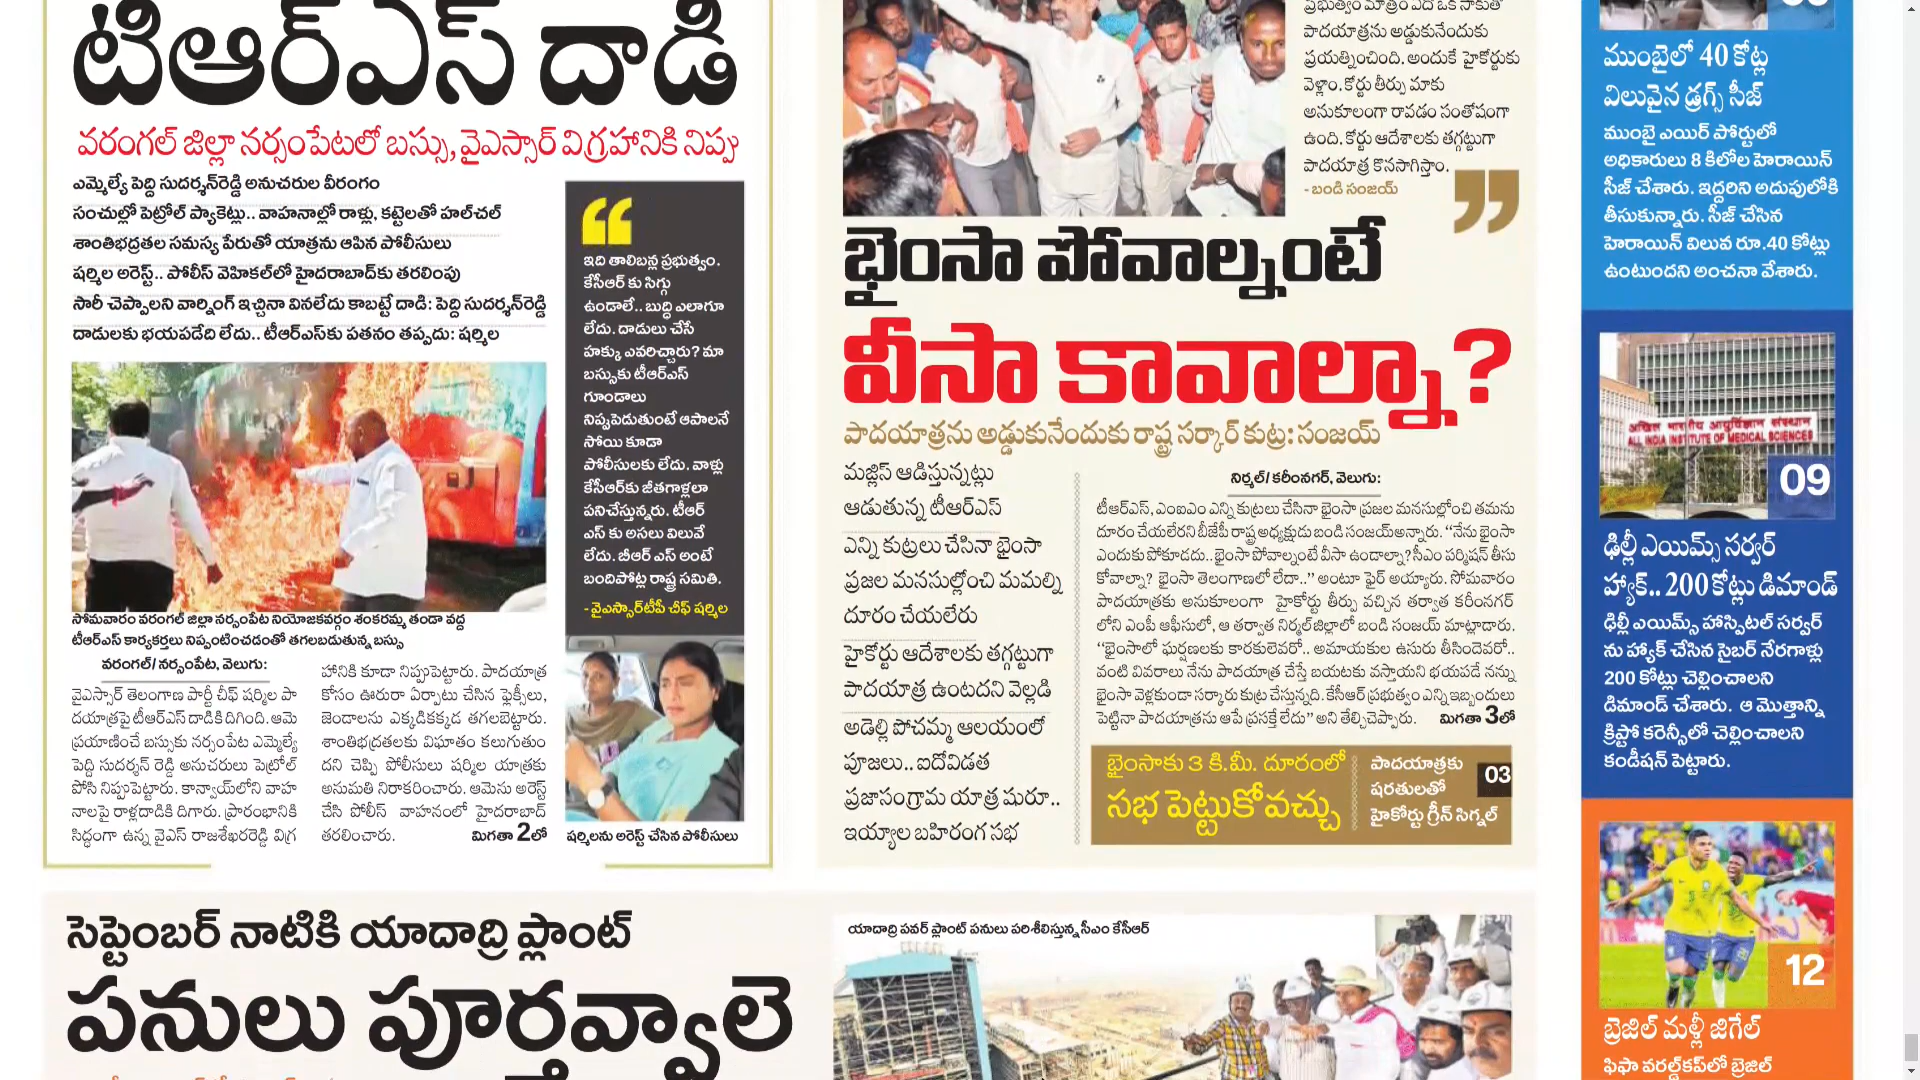 టీఆర్ఎస్ దాడి
వరంగల్ జిల్లా నర్సంపేటలో బస్సు, వైఎస్సార్ విగ్రహానికి నిప్పు
ఎమ్మెల్యే పెద్ది సుదర్శన్‌రెడ్డి అనుచరుల వీరంగం
సంచుల్లో పెట్రోల్ ప్యాకెట్లు.. వాహనాల్లో రాళ్లు, కట్టెలతో హల్‌చల్
శాంతిభద్రతల సమస్య పేరుతో యాత్రను ఆపిన పోలీసులు
షర్మిల అరెస్ట్.. పోలీస్ వెహికల్‌లో హైదరాబాద్‌కు తరలింపు
సారీ చెప్పాలని వార్నింగ్ ఇచ్చినా వినలేదు కాబట్టే దాడి: పెద్ది సుదర్శన్‌రెడ్డి
దాడులకు భయపడేది లేదు.. టీఆర్ఎస్‌కు పతనం తప్పదు: షర్మిల
సోమవారం వరంగల్ జిల్లా నర్సంపేట నియోజకవర్గం శంకరమ్మ తండా వద్ద
టీఆర్ఎస్ కార్యకర్తలు నిప్పంటించడంతో తగలబడుతున్న బస్సు
వరంగల్/ నర్సంపేట, వెలుగు:
వైఎస్సార్ తెలంగాణ పార్టీ చీఫ్ షర్మిల పా
దయాత్రపై టీఆర్ఎస్ దాడికి దిగింది. ఆమె
ప్రయాణించే బస్సుకు నర్సంపేట ఎమ్మెల్యే
పెద్ది సుదర్శన్ రెడ్డి అనుచరులు పెట్రోల్
పోసి నిప్పుపెట్టారు. కాన్వాయ్‌లోని వాహ
నాలపై రాళ్లదాడికి దిగారు. ప్రారంభానికి
సిద్ధంగా ఉన్న వైఎస్ రాజశేఖరరెడ్డి విగ్ర
హానికి కూడా నిప్పుపెట్టారు. పాదయాత్ర
కోసం ఊరురా ఏర్పాటు చేసిన ఫ్లెక్సీలు,
జెండాలను ఎక్కడికక్కడ తగలబెట్టారు.
శాంతిభద్రతలకు విఘాతం కలుగుతుం
దని చెప్పి పోలీసులు షర్మిల యాత్రకు
అనుమతి నిరాకరించారు. ఆమెను అరెస్ట్
చేసి పోలీస్ వాహనంలో హైదరాబాద్
తరలించారు. మిగతా 2లో
“
ఇది తాలిబన్ల ప్రభుత్వం.
కేసీఆర్ కు సిగ్గు
ఉండాలే.. బుద్ధి ఎలాగూ
లేదు. దాడులు చేసే
హక్కు ఎవరిచ్చారు? మా
బస్సుకు టీఆర్ఎస్
గూండాలు
నిప్పుపెడుతుంటే ఆపాలనే
సోయి కూడా
పోలీసులకు లేదు. వాళ్లు
కేసీఆర్‌కు జీతగాళ్లలా
పనిచేస్తున్నరు. టీఆర్
ఎస్ కు అసలు విలువే
లేదు. బీఆర్ ఎస్ అంటే
బందిపోట్ల రాష్ట్ర సమితి.
- వైఎస్సార్‌టీపీ చీఫ్ షర్మిల
షర్మిలను అరెస్ట్ చేసిన పోలీసులు
ప్రభుత్వం మాత్రం ఏదో ఒక సాకుతో
పాదయాత్రను అడ్డుకునేందుకు
ప్రయత్నించింది. అందుకే హైకోర్టుకు
వెళ్లాం. కోర్టు తీర్పు మాకు
అనుకూలంగా రావడం సంతోషంగా
ఉంది. కోర్టు ఆదేశాలకు తగ్గట్టుగా
పాదయాత్ర కొనసాగిస్తాం.
- బండి సంజయ్
”
భైంసా పోవాల్నంటే
వీసా కావాల్నా?
పాదయాత్రను అడ్డుకునేందుకు రాష్ట్ర సర్కార్ కుట్ర: సంజయ్
మజ్లిస్ ఆడిస్తున్నట్లు
ఆడుతున్న టీఆర్ఎస్
ఎన్ని కుట్రలు చేసినా భైంసా
ప్రజల మనసుల్లోంచి మమల్ని
దూరం చేయలేరు
హైకోర్టు ఆదేశాలకు తగ్గట్టుగా
పాదయాత్ర ఉంటదని వెల్లడి
అడెల్లి పోచమ్మ ఆలయంలో
పూజలు.. ఐదోవిడత
ప్రజాసంగ్రామ యాత్ర షురూ..
ఇయ్యాల బహిరంగ సభ
నిర్మల్/ కరీంనగర్, వెలుగు:
టీఆర్ఎస్, ఎంఐఎం ఎన్ని కుట్రలు చేసినా భైంసా ప్రజల మనసుల్లోంచి తమను
దూరం చేయలేరని బీజేపీ రాష్ట్ర అధ్యక్షుడు బండి సంజయ్ అన్నారు. “నేను భైంసా
ఎందుకు పోకూడదు.. భైంసా పోవాల్నంటే వీసా ఉండాల్నా? సీఎం పర్మిషన్ తీసు
కోవాల్నా? భైంసా తెలంగాణలో లేదా..” అంటూ ఫైర్ అయ్యారు. సోమవారం
పాదయాత్రకు అనుకూలంగా హైకోర్టు తీర్పు వచ్చిన తర్వాత కరీంనగర్
లోని ఎంపీ ఆఫీసులో, ఆ తర్వాత నిర్మల్ జిల్లాలో బండి సంజయ్ మాట్లాడారు.
“భైంసాలో ఘర్షణలకు కారకులెవరో.. అమాయకుల ఉసురు తీసిందెవరో..
వంటి వివరాలు నేను పాదయాత్ర చేస్తే బయటకు వస్తాయని భయపడే నన్ను
భైంసా వెళ్లకుండా సర్కారు కుట్ర చేస్తున్నది. కేసీఆర్ ప్రభుత్వం ఎన్ని ఇబ్బందులు
పెట్టినా పాదయాత్రను ఆపే ప్రసక్తే లేదు” అని తేల్చిచెప్పారు. మిగతా 3లో
భైంసాకు 3 కి.మీ. దూరంలో
సభ పెట్టుకోవచ్చు
పాదయాత్రకు
షరతులతో
హైకోర్టు గ్రీన్ సిగ్నల్
03
ముంబైలో 40 కోట్ల
విలువైన డ్రగ్స్ సీజ్
ముంబై ఎయిర్ పోర్టులో
అధికారులు 8 కిలోల హెరాయిన్
సీజ్ చేశారు. ఇద్దరిని అదుపులోకి
తీసుకున్నారు. సీజ్ చేసిన
హెరాయిన్ విలువ రూ.40 కోట్లు
ఉంటుందని అంచనా వేశారు.
अखिल भारतीय आयुर्विज्ञान संस्थान
ALL INDIA INSTITUTE OF MEDICAL SCIENCES
09
ఢిల్లీ ఎయిమ్స్ సర్వర్
హ్యాక్.. 200 కోట్లు డిమాండ్
ఢిల్లీ ఎయిమ్స్ హాస్పిటల్ సర్వర్
ను హ్యాక్ చేసిన సైబర్ నేరగాళ్లు
200 కోట్లు చెల్లించాలని
డిమాండ్ చేశారు. ఆ మొత్తాన్ని
క్రిప్టో కరెన్సీలో చెల్లించాలని
కండీషన్ పెట్టారు.
12
బ్రెజిల్ మళ్లీ జిగేల్
ఫిఫా వరల్డ్‌కప్‌లో బ్రెజిల్
సెప్టెంబర్ నాటికి యాదాద్రి ప్లాంట్
పనులు పూర్తవ్వాలె
యాదాద్రి పవర్ ప్లాంట్ పనులు పరిశీలిస్తున్న సీఎం కేసీఆర్